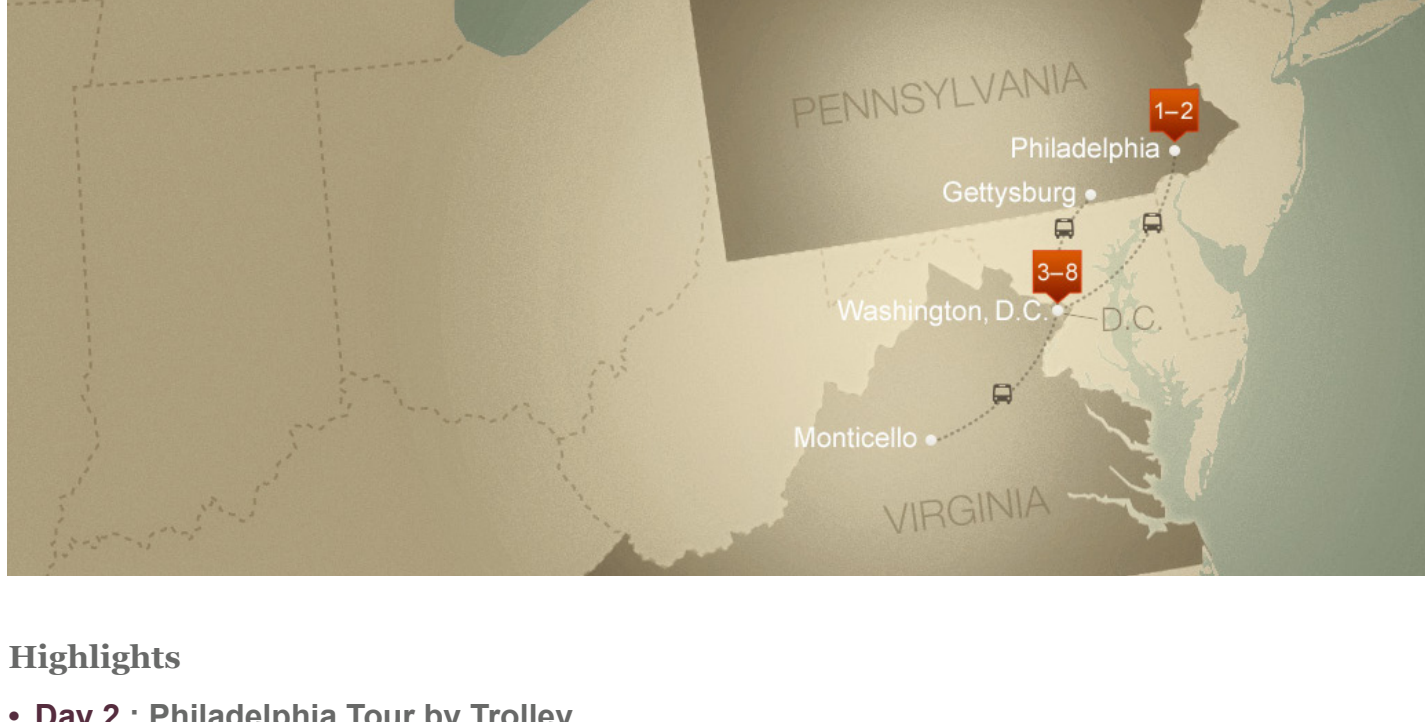 PENNSYLVANIA
1–2
Philadelphia
Gettysburg
3–8
Washington, D.C.
D.C.
Monticello
VIRGINIA
Highlights
• Day 2 : Philadelphia Tour by Trolley